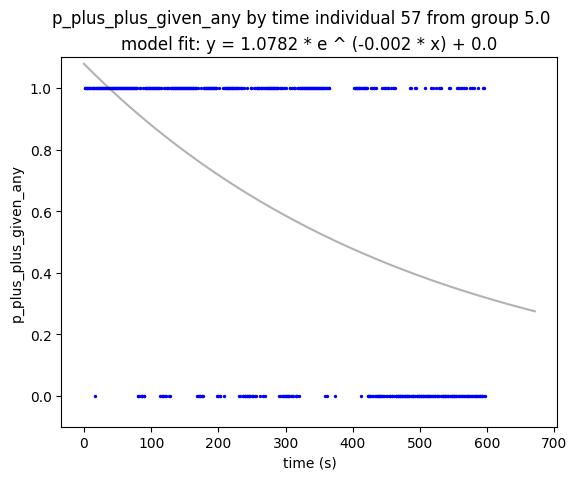 p_plus_plus_given_any by time individual 57 from group 5.0
model fit: y = 1.0782 * e ^ (-0.002 * x) + 0.0
1.0
0.8
0.6
0.4
0.2
0.0
p_plus_plus_given_any
0 100 200 300 400 500 600 700
time (s)